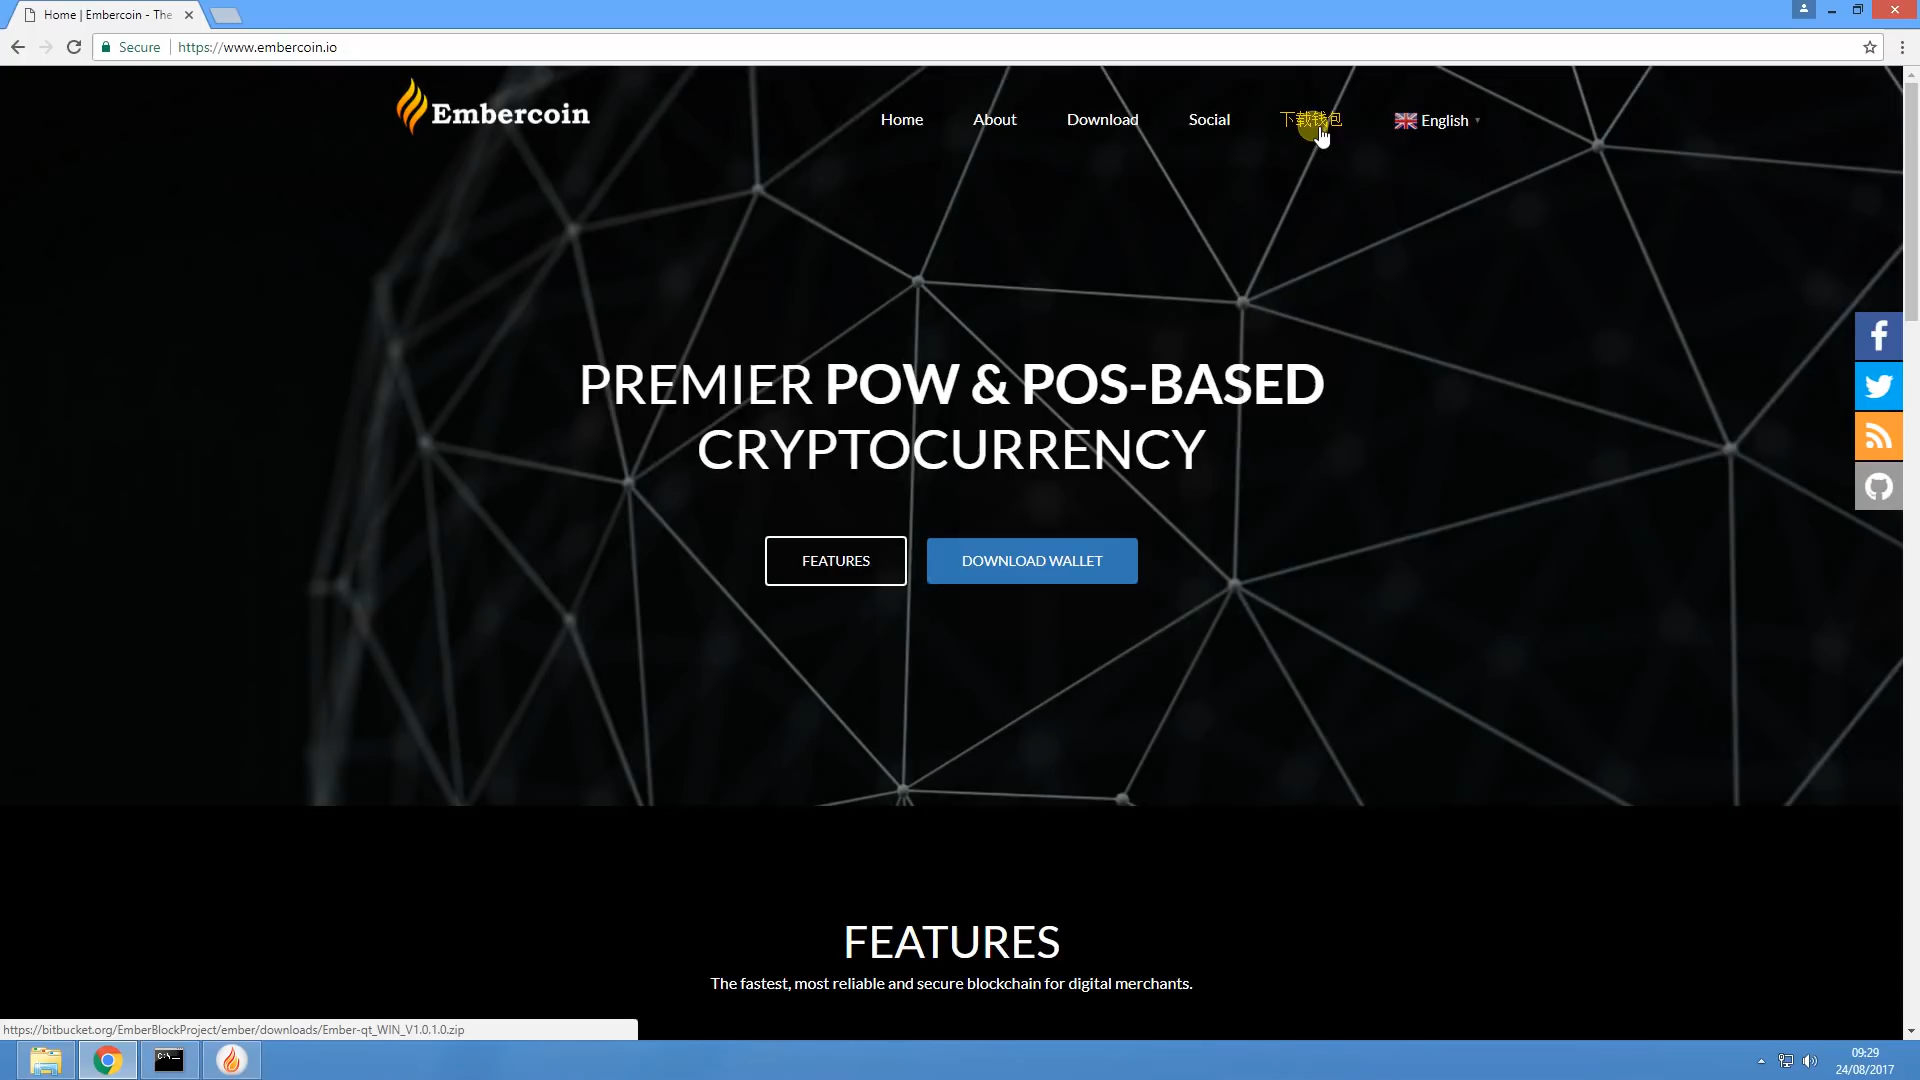 Home | Embercoin - The
Secure
https://www.embercoin.io
Embercoin
Home
About
Download
Social
下载钱包
English
PREMIER POW & POS-BASED
CRYPTOCURRENCY
FEATURES
DOWNLOAD WALLET
FEATURES
The fastest, most reliable and secure blockchain for digital merchants.
https://bitbucket.org/EmberBlockProject/ember/downloads/Ember-qt_WIN_V1.0.1.0.zip
C:\_
09:29
24/08/2017